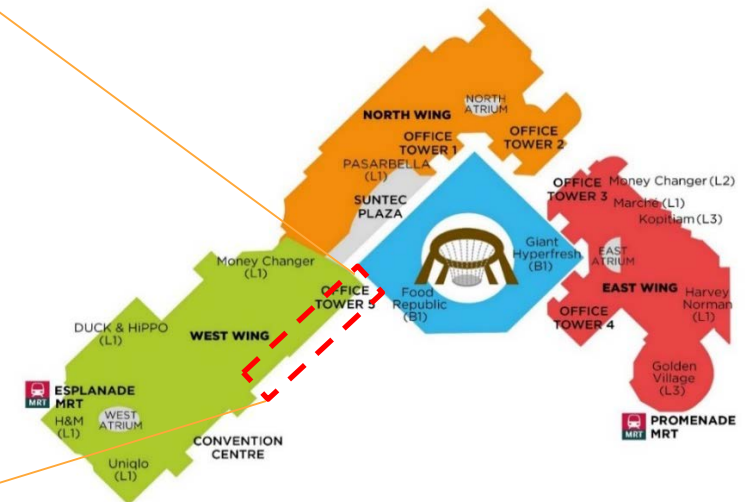 NORTH
ATRIUM
NORTH WING
OFFICE
TOWER 1
OFFICE
TOWER 2
PASARBELLA
(L1)
SUNTEC
PLAZA
OFFICE
TOWER 3
Money Changer (L2)
Marché (L1)
Kopitiam (L3)
Giant
Hyperfresh
(B1)
EAST
ATRIUM
EAST WING
Harvey
Norman
(L1)
OFFICE
TOWER 4
Golden
Village
(L3)
MRT
PROMENADE
MRT
Money Changer
(L1)
OFFICE
TOWER 5
Food
Republic
(B1)
DUCK & HiPPO
(L1)
WEST WING
MRT
ESPLANADE
MRT
H&M
(L1)
WEST
ATRIUM
CONVENTION
CENTRE
Uniqlo
(L1)